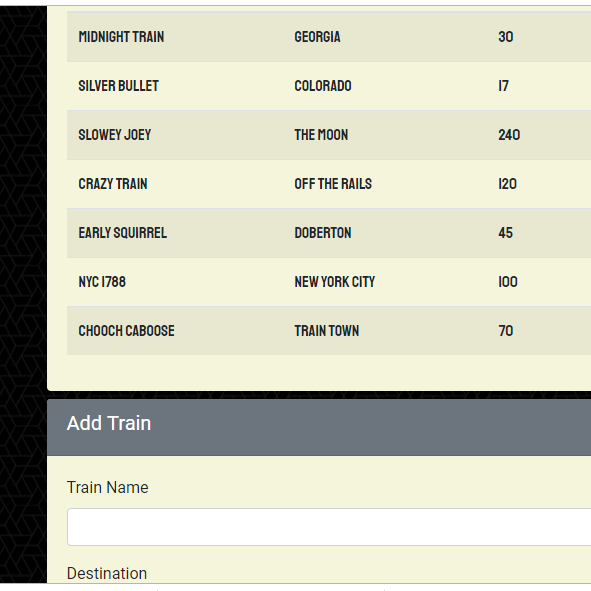 MIDNIGHT TRAIN GEORGIA 30
SILVER BULLET COLORADO 17
SLOWEY JOEY THE MOON 240
CRAZY TRAIN OFF THE RAILS 120
EARLY SQUIRREL DOBERTON 45
NYC 1788 NEW YORK CITY 100
CHOOCH CABOOSE TRAIN TOWN 70
Add Train
Train Name
Destination